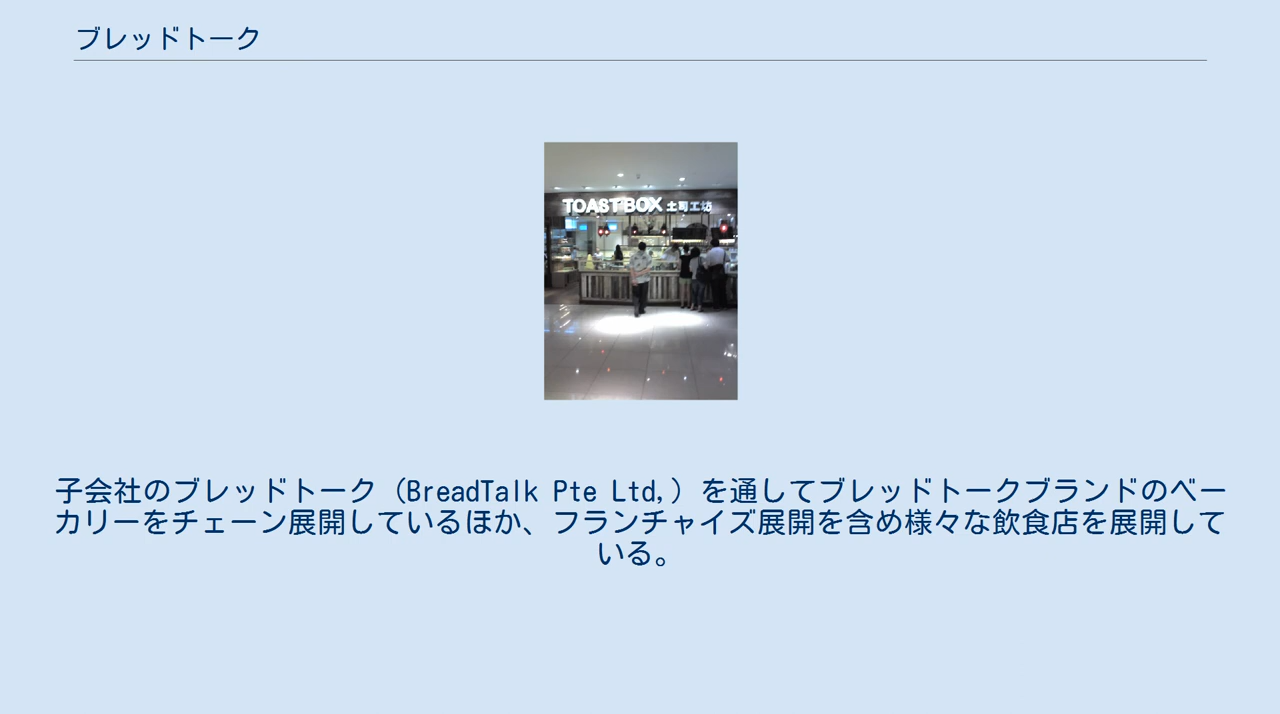 ブレッドトーク
TOAST BOX 土司工坊
子会社のブレッドトーク（BreadTalk Pte Ltd,）を通してブレッドトークブランドのベー
カリーをチェーン展開しているほか、フランチャイズ展開を含め様々な飲食店を展開して
いる。